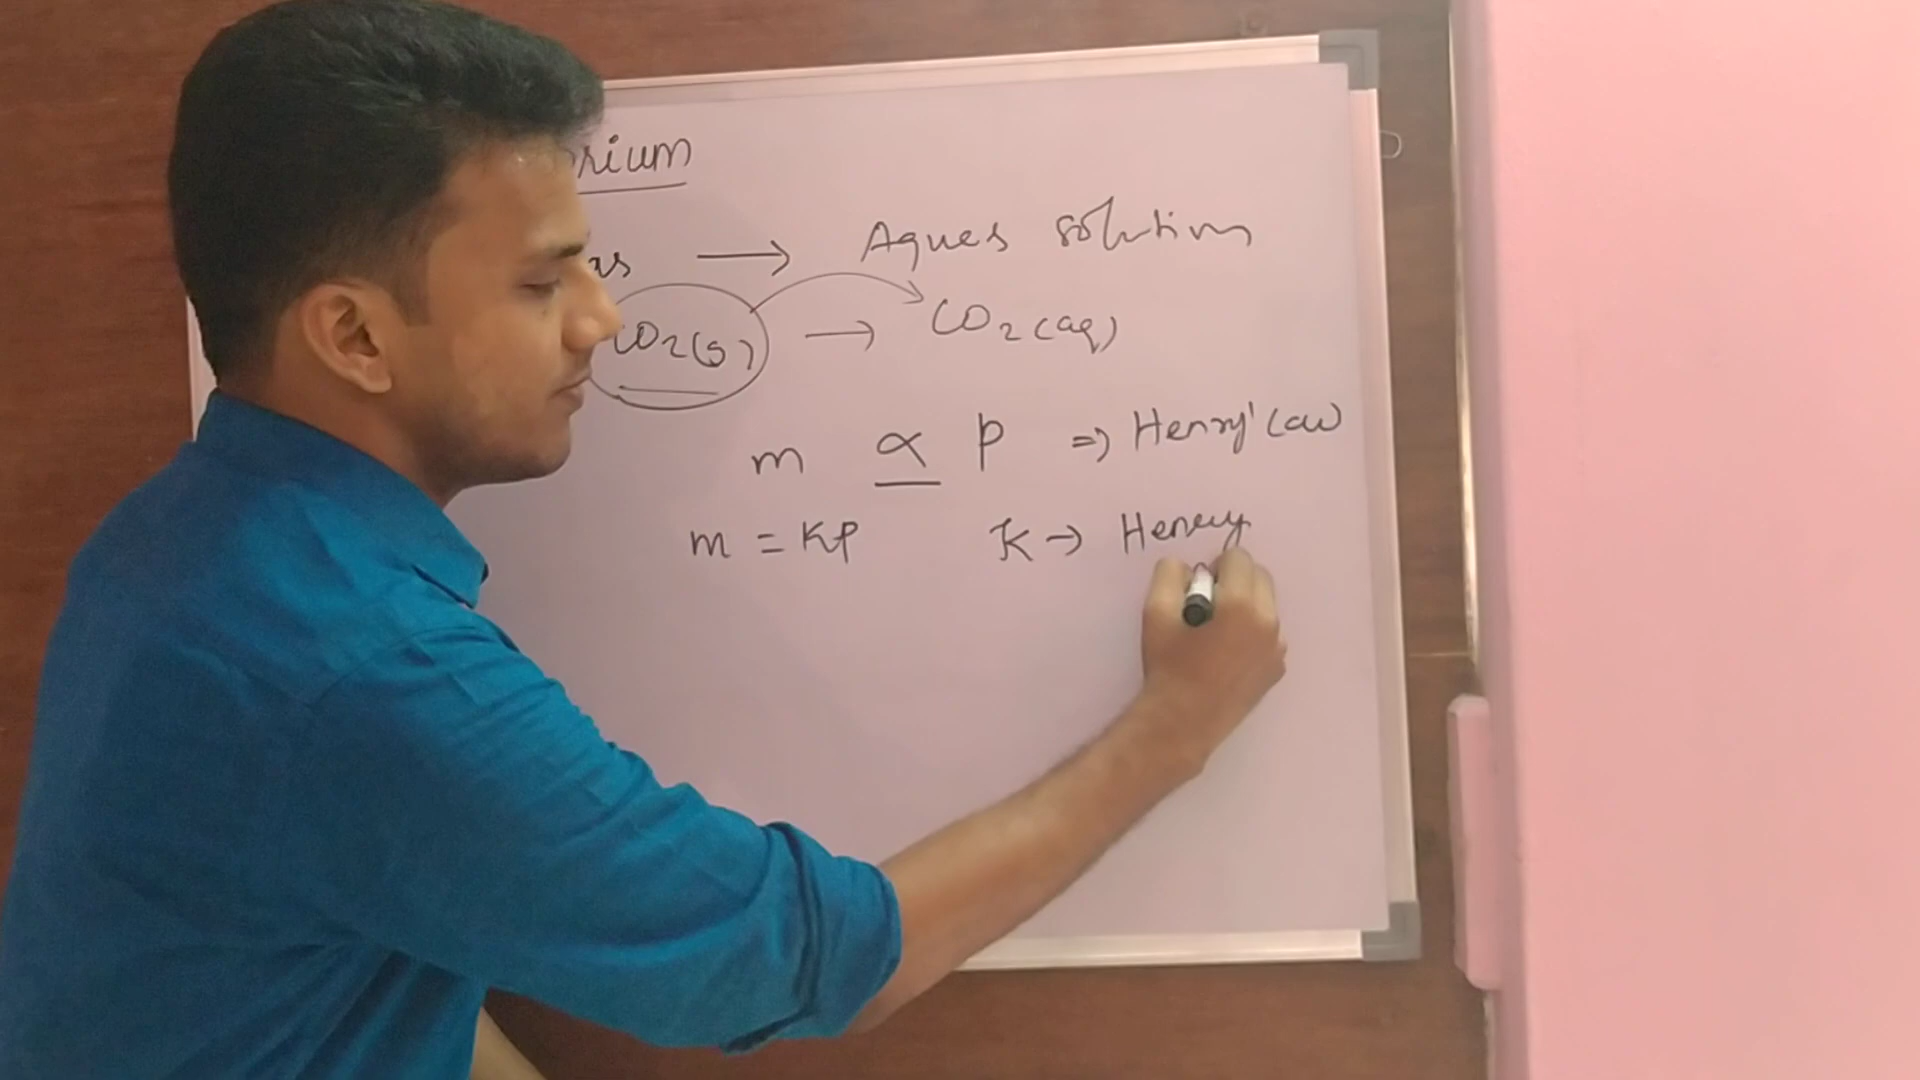 rium
as → Aques solution
CO2(g) → CO2(aq)
m ∝ p ⇒ Henry' law
m = KP K → Henry